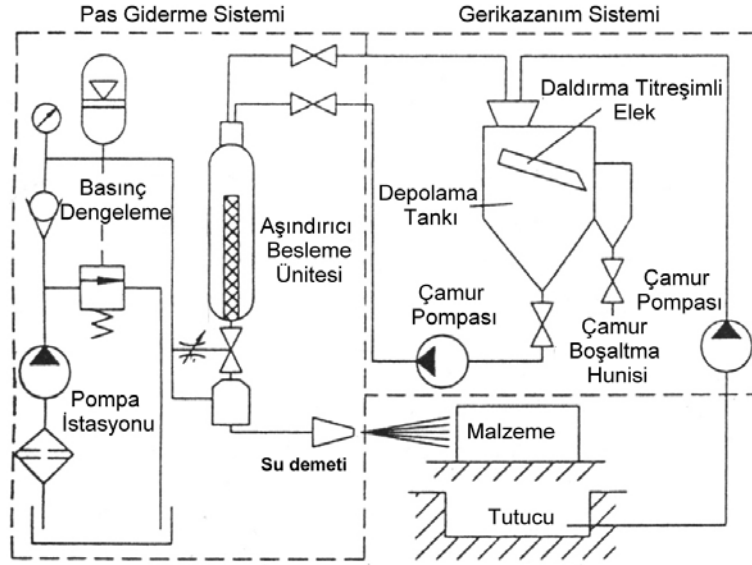 Pas Giderme Sistemi
Gerikazanım Sistemi
Daldırma Titreşimli
Elek
Basınç
Dengeleme
Depolama
Tankı
Aşındırıcı
Besleme
Ünitesi
Çamur
Pompası
Çamur
Pompası
Çamur
Boşaltma
Hunisi
Pompa
İstasyonu
Su demeti
Malzeme
Tutucu